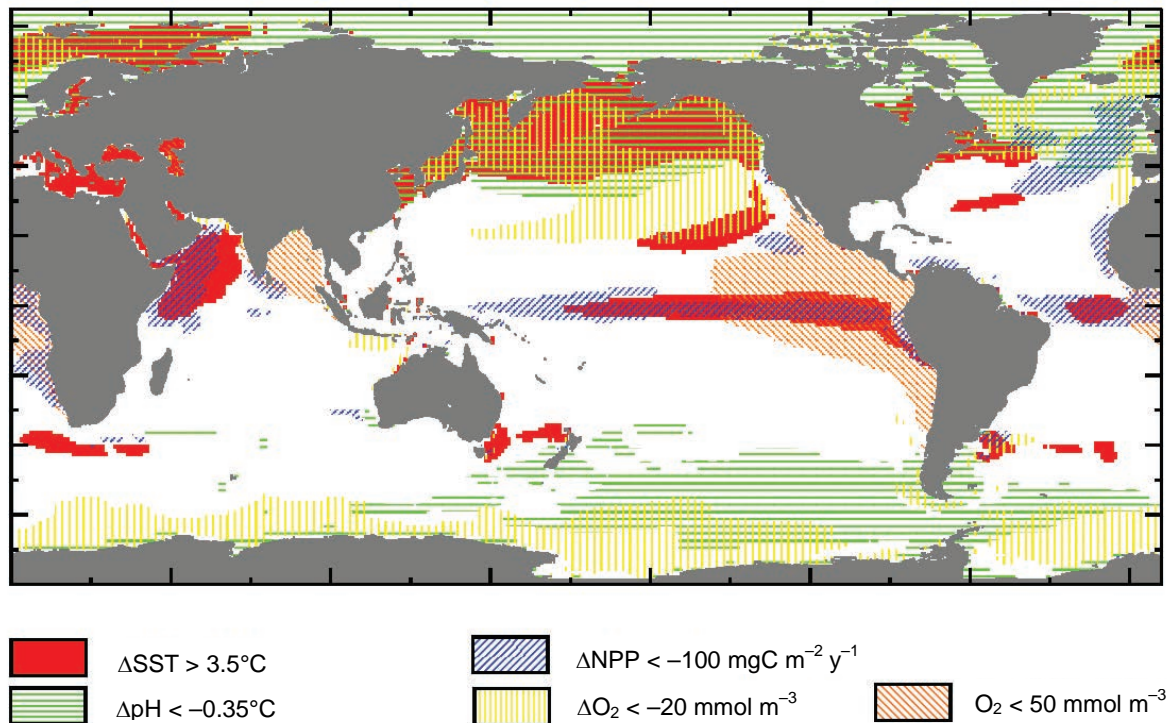 ΔSST > 3.5°C
ΔpH < –0.35°C
ΔNPP < –100 mgC m⁻² y⁻¹
ΔO₂ < –20 mmol m⁻³
O₂ < 50 mmol m⁻³